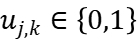 u_{j,k} ∈ {0,1}